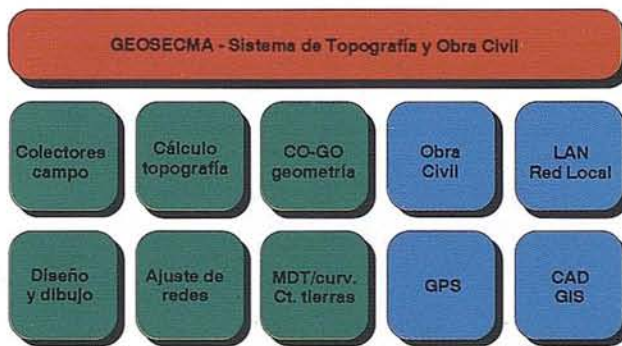 GEOSECMA - Sistema de Topografía y Obra Civil
Colectores
campo
Cálculo
topografía
CO-GO
geometría
Obra
Civil
LAN
Red Local
Diseño
y dibujo
Ajuste de
redes
MDT/curv.
Ct. tierras
GPS
CAD
GIS